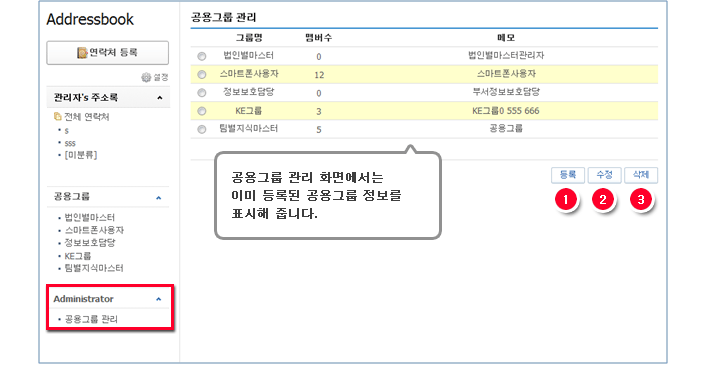 Addressbook
연락처 등록
설정
관리자's 주소록
전체 연락처
• s
• sss
• [미분류]
공용그룹
• 법인별마스터
• 스마트폰사용자
• 정보보호담당
• KE그룹
• 팀별지식마스터
Administrator
• 공용그룹 관리
공용그룹 관리
그룹명 멤버수 메모
법인별마스터 0 법인별마스터관리자
스마트폰사용자 12 스마트폰사용자
정보보호담당 0 부서정보보호담당
KE그룹 3 KE그룹0 555 666
팀별지식마스터 5 공용그룹
공용그룹 관리 화면에서는
이미 등록된 공용그룹 정보를
표시해 줍니다.
등록 수정 삭제
1 2 3